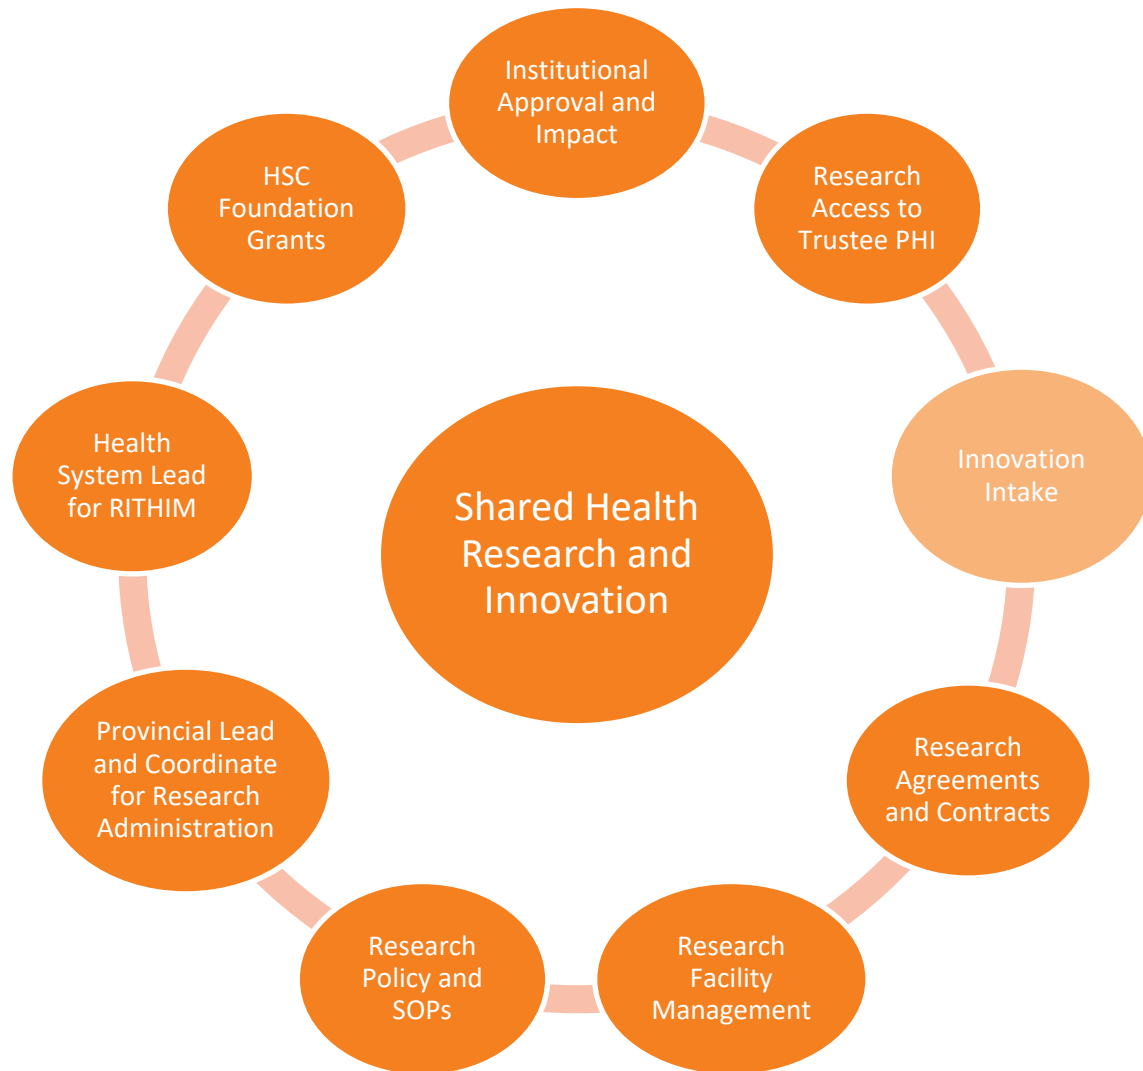 Institutional
Approval and
Impact
Research
Access to
Trustee PHI
Innovation
Intake
Research
Agreements
and Contracts
Research
Facility
Management
Research
Policy and
SOPs
Provincial Lead
and Coordinate
for Research
Administration
Health
System Lead
for RITHIM
HSC
Foundation
Grants
Shared Health
Research and
Innovation